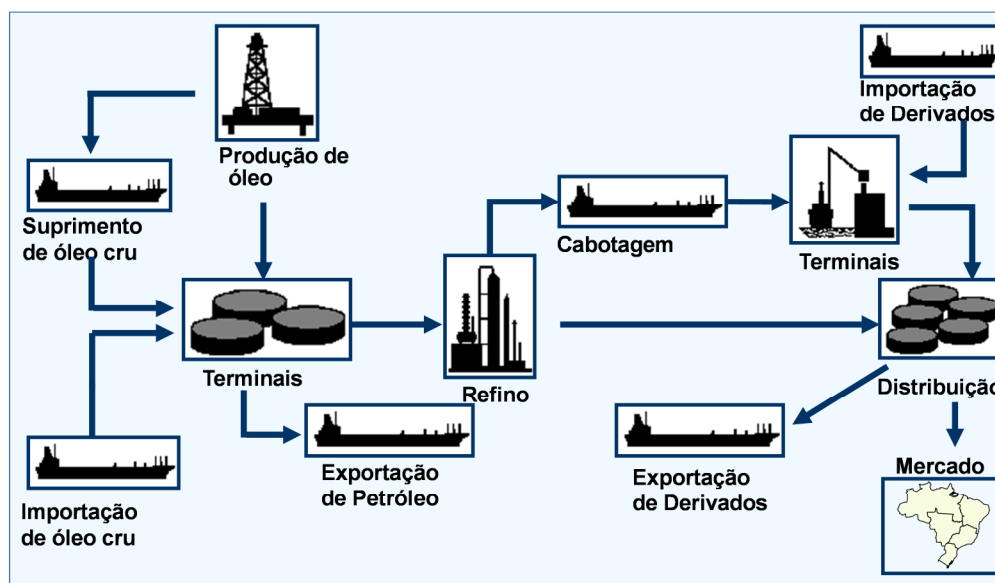 Importação
de Derivados
Produção de
óleo
Suprimento
de óleo cru
Cabotagem
Terminais
Terminais
Refino
Distribuição
Exportação
de Petróleo
Exportação
de Derivados
Mercado
Importação
de óleo cru